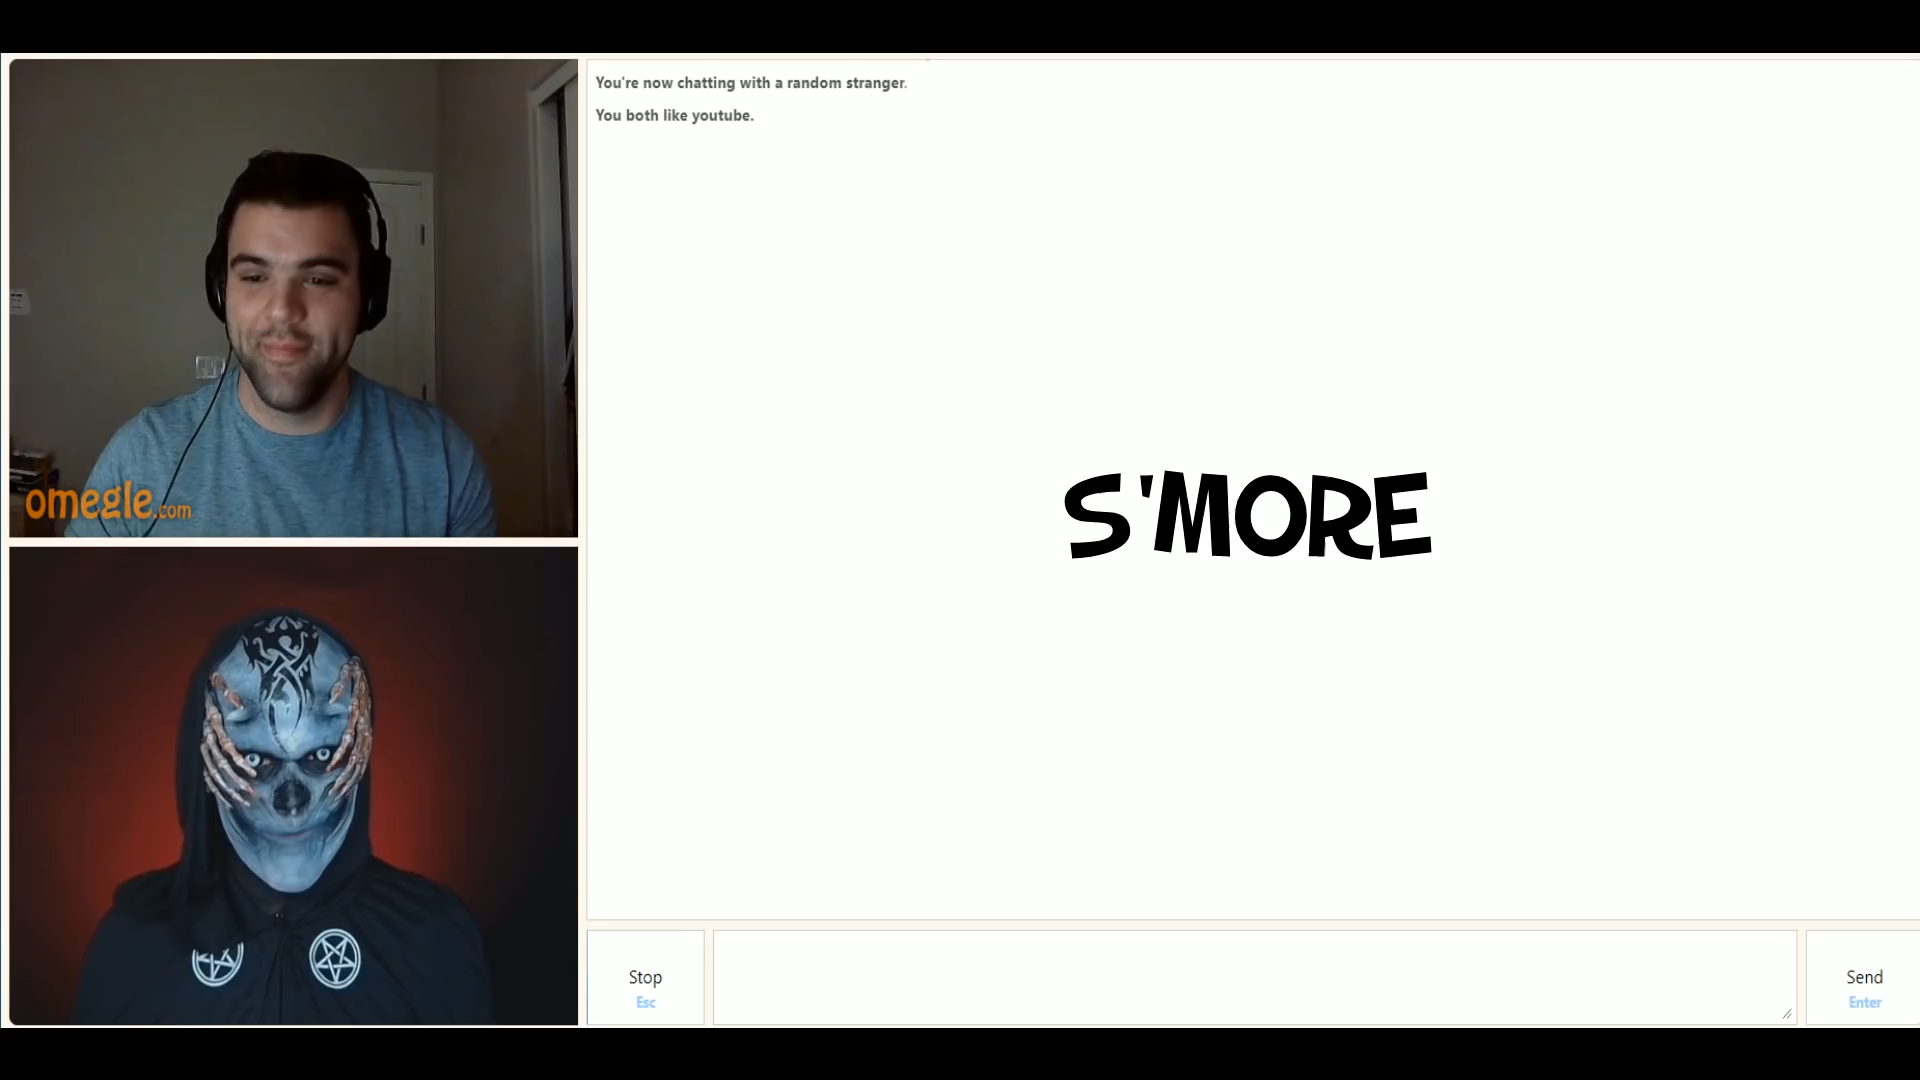 You're now chatting with a random stranger.
You both like youtube.
omegle.com
S'MORE
Stop
Esc
Send
Enter